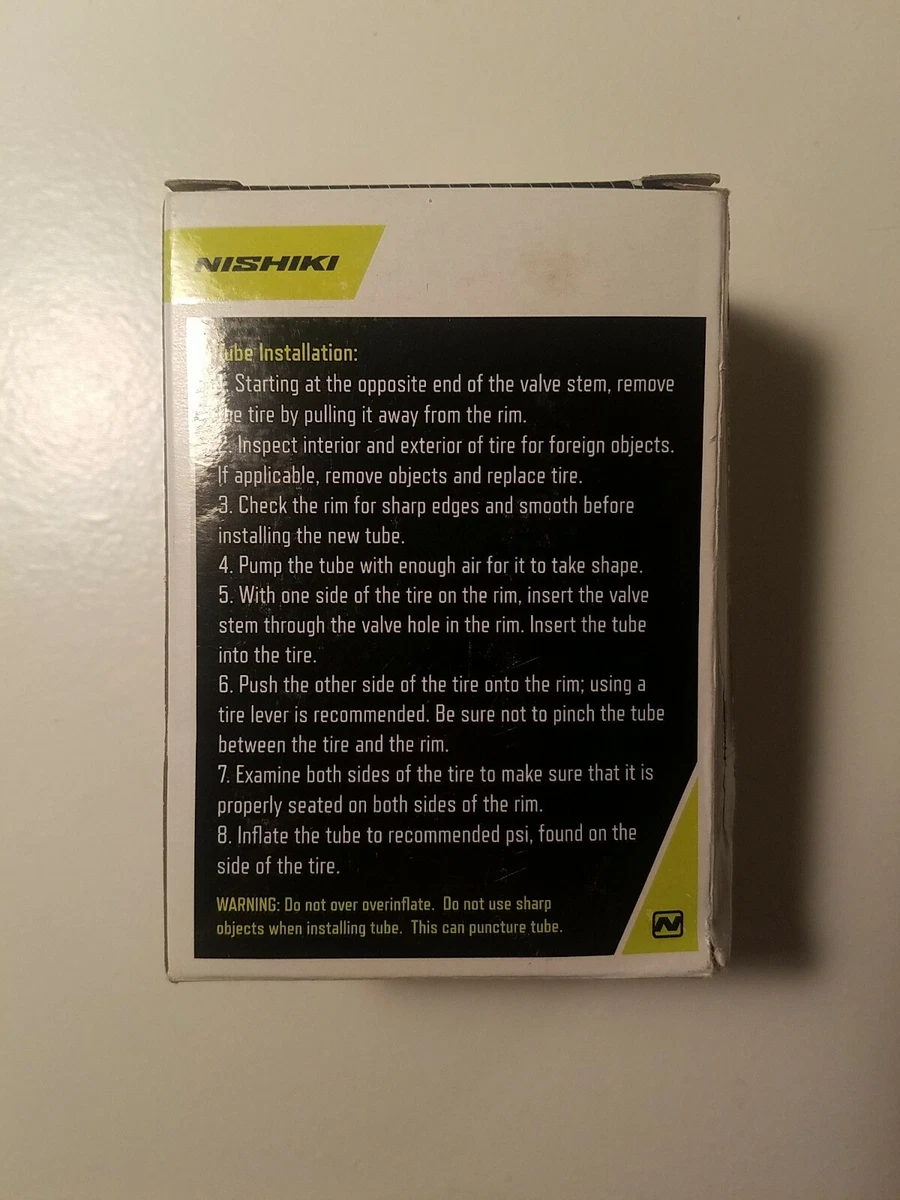 NISHIKI
Tube Installation:
1. Starting at the opposite end of the valve stem, remove
the tire by pulling it away from the rim.
2. Inspect interior and exterior of tire for foreign objects.
If applicable, remove objects and replace tire.
3. Check the rim for sharp edges and smooth before
installing the new tube.
4. Pump the tube with enough air for it to take shape.
5. With one side of the tire on the rim, insert the valve
stem through the valve hole in the rim. Insert the tube
into the tire.
6. Push the other side of the tire onto the rim; using a
tire lever is recommended. Be sure not to pinch the tube
between the tire and the rim.
7. Examine both sides of the tire to make sure that it is
properly seated on both sides of the rim.
8. Inflate the tube to recommended psi, found on the
side of the tire.
WARNING: Do not over overinflate. Do not use sharp
objects when installing tube. This can puncture tube.
N